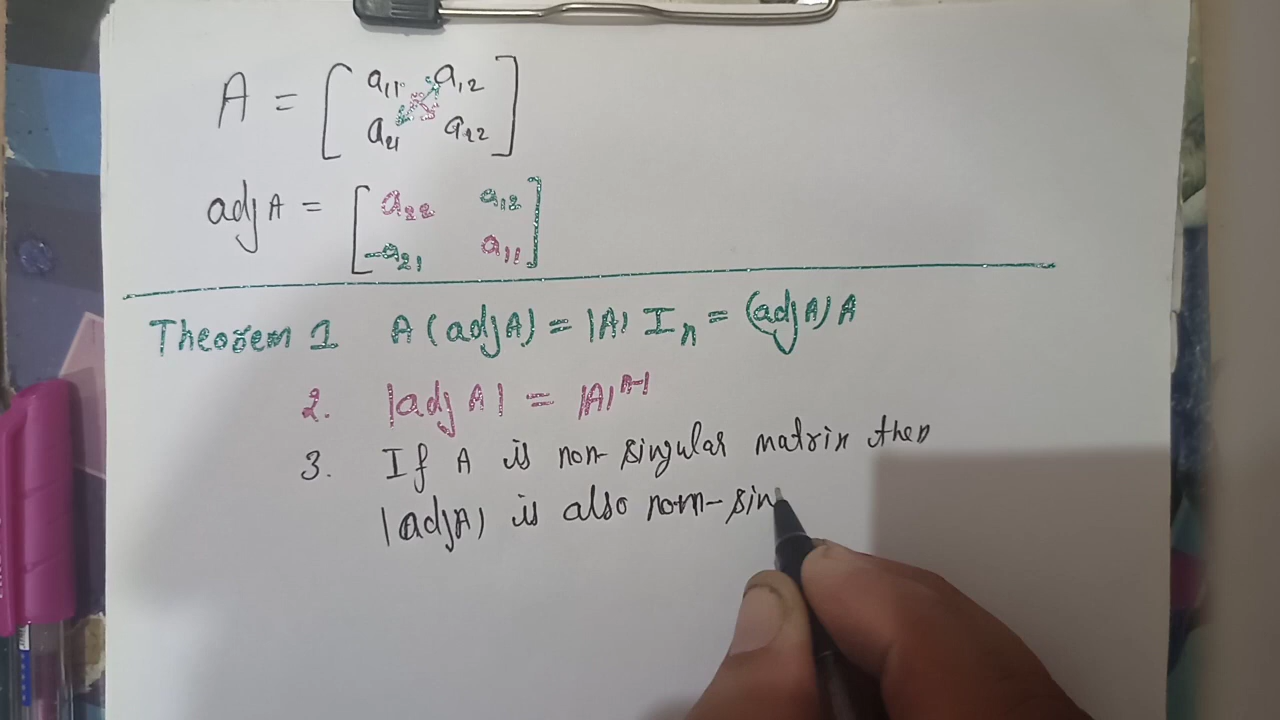 A = [ a11 a12
a21 a22 ]
adj A = [ a22 a12
-a21 a11 ]
Theorem 1 A (adj A) = |A| In = (adj A) A
2. |adj A| = |A|^n-1
3. If A is non-singular matrix then
|adj A| is also non-sin